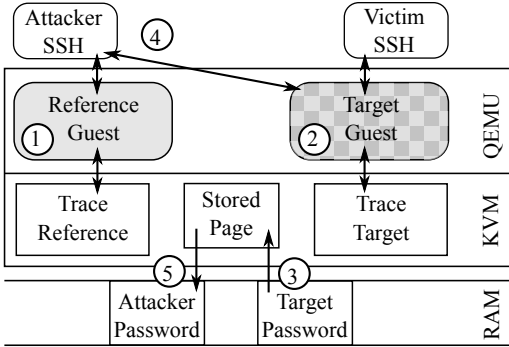 Attacker
SSH
4
Victim
SSH
Reference
Guest
1
Target
Guest
2
QEMU
Trace
Reference
Stored
Page
Trace
Target
KVM
5
3
Attacker
Password
Target
Password
RAM